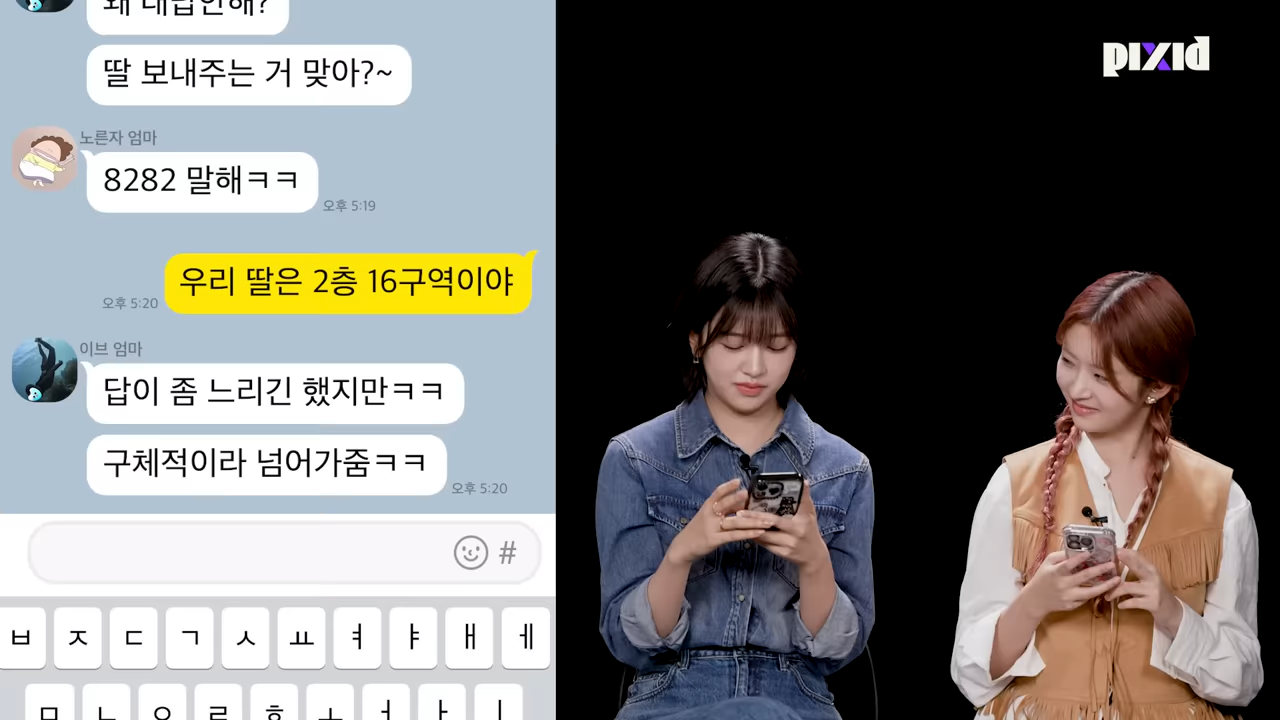 왜 대답안해?
딸 보내주는 거 맞아?~
노른자 엄마
8282 말해ㅋㅋ
오후 5:19
우리 딸은 2층 16구역이야
오후 5:20
이브 엄마
답이 좀 느리긴 했지만ㅋㅋ
구체적이라 넘어가줌ㅋㅋ
오후 5:20
#
ㅂ ㅈ ㄷ ㄱ ㅅ ㅛ ㅕ ㅑ ㅐ ㅔ
ㅁ ㄴ ㅇ ㄹ ㅎ ㅗ ㅓ ㅏ ㅣ
pixid